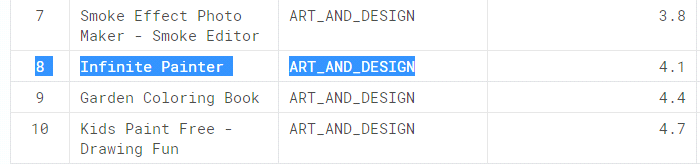 7 Smoke Effect Photo ART_AND_DESIGN 3.8
Maker - Smoke Editor
8 Infinite Painter ART_AND_DESIGN 4.1
9 Garden Coloring Book ART_AND_DESIGN 4.4
10 Kids Paint Free - ART_AND_DESIGN 4.7
Drawing Fun